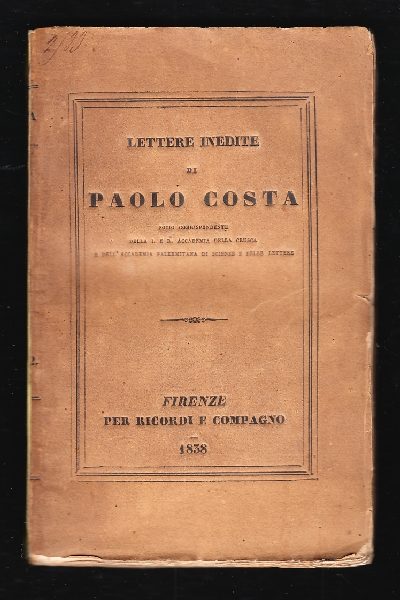 LETTERE INEDITE
DI
PAOLO COSTA
SOCIO CORRISPONDENTE
DELLA I. E R. ACCADEMIA DELLA CRUSCA
E DELL'ACCADEMIA PALERMITANA DI SCIENZE E BELLE LETTERE
FIRENZE
PER RICORDI E COMPAGNO
1838